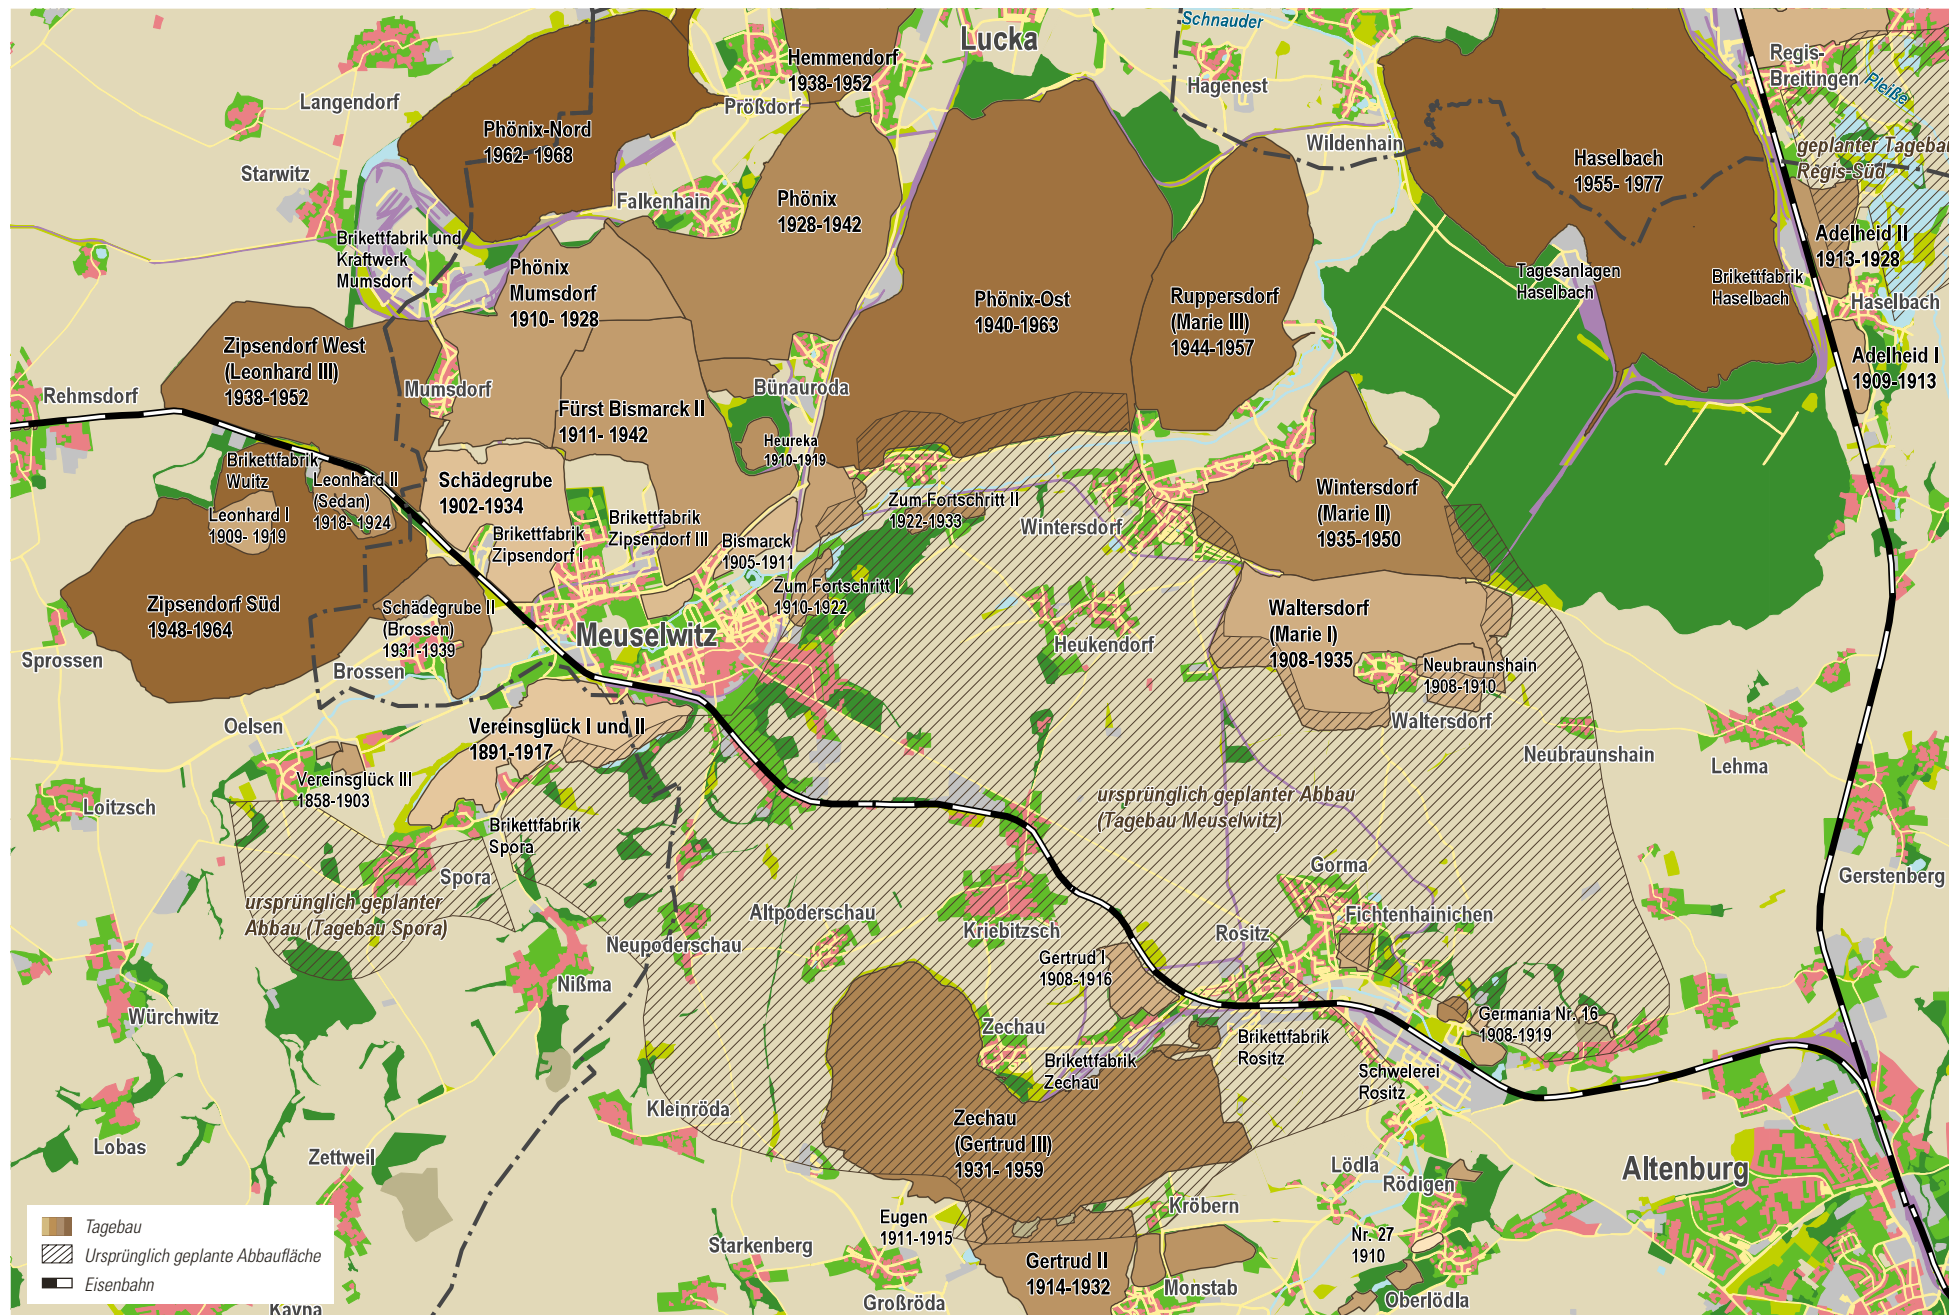 Schnauder
Lucka
Hemmendorf
1938-1952
Regis-
Breitingen
Pleiße
Hagenest
Langendorf
Prößdorf
Phönix-Nord
1962- 1968
Wildenhain
geplanter Tagebau
Regis-Süd
Haselbach
1955- 1977
Starwitz
Falkenhain
Phönix
1928-1942
Adelheid II
1913-1928
Brikettfabrik und
Kraftwerk
Mumsdorf
Phönix
Mumsdorf
1910- 1928
Tagesanlagen
Haselbach
Brikettfabrik
Haselbach
Haselbach
Phönix-Ost
1940-1963
Ruppersdorf
(Marie III)
1944-1957
Zipsendorf West
(Leonhard III)
1938-1952
Adelheid I
1909-1913
Rehmsdorf
Mumsdorf
Bünauroda
Fürst Bismarck II
1911- 1942
Heureka
1910-1919
Brikettfabrik
Wuitz
Leonhard II
(Sedan)
1918- 1924
Schädegrube
1902-1934
Leonhard I
1909- 1919
Zum Fortschritt II
1922-1933
Wintersdorf
Wintersdorf
(Marie II)
1935-1950
Brikettfabrik
Zipsendorf I
Brikettfabrik
Zipsendorf III
Bismarck
1905-1911
Zum Fortschritt I
1910-1922
Zipsendorf Süd
1948-1964
Schädegrube II
(Brossen)
1931-1939
Meuselwitz
Heukendorf
Waltersdorf
(Marie I)
1908-1935
Neubraunshain
1908-1910
Sprossen
Brossen
Waltersdorf
Oelsen
Vereinsglück I und II
1891-1917
Neubraunshain
Lehma
Vereinsglück III
1858-1903
Loitzsch
ursprünglich geplanter Abbau
(Tagebau Meuselwitz)
Brikettfabrik
Spora
Spora
Gorma
Gerstenberg
ursprünglich geplanter
Abbau (Tagebau Spora)
Altpoderschau
Fichtenhainichen
Neupoderschau
Kriebitzsch
Rositz
Gertrud I
1908-1916
Nißma
Würchwitz
Zechau
Germania Nr. 16
1908-1919
Brikettfabrik
Rositz
Brikettfabrik
Zechau
Schwelerei
Rositz
Kleinröda
Zechau
(Gertrud III)
1931- 1959
Lobas
Zettweil
Lödla
Rödigen
Altenburg
Kröbern
Eugen
1911-1915
Nr. 27
1910
Starkenberg
Gertrud II
1914-1932
Monstab
Großröda
Oberlödla
Kayna
Tagebau
Ursprünglich geplante Abbaufläche
Eisenbahn